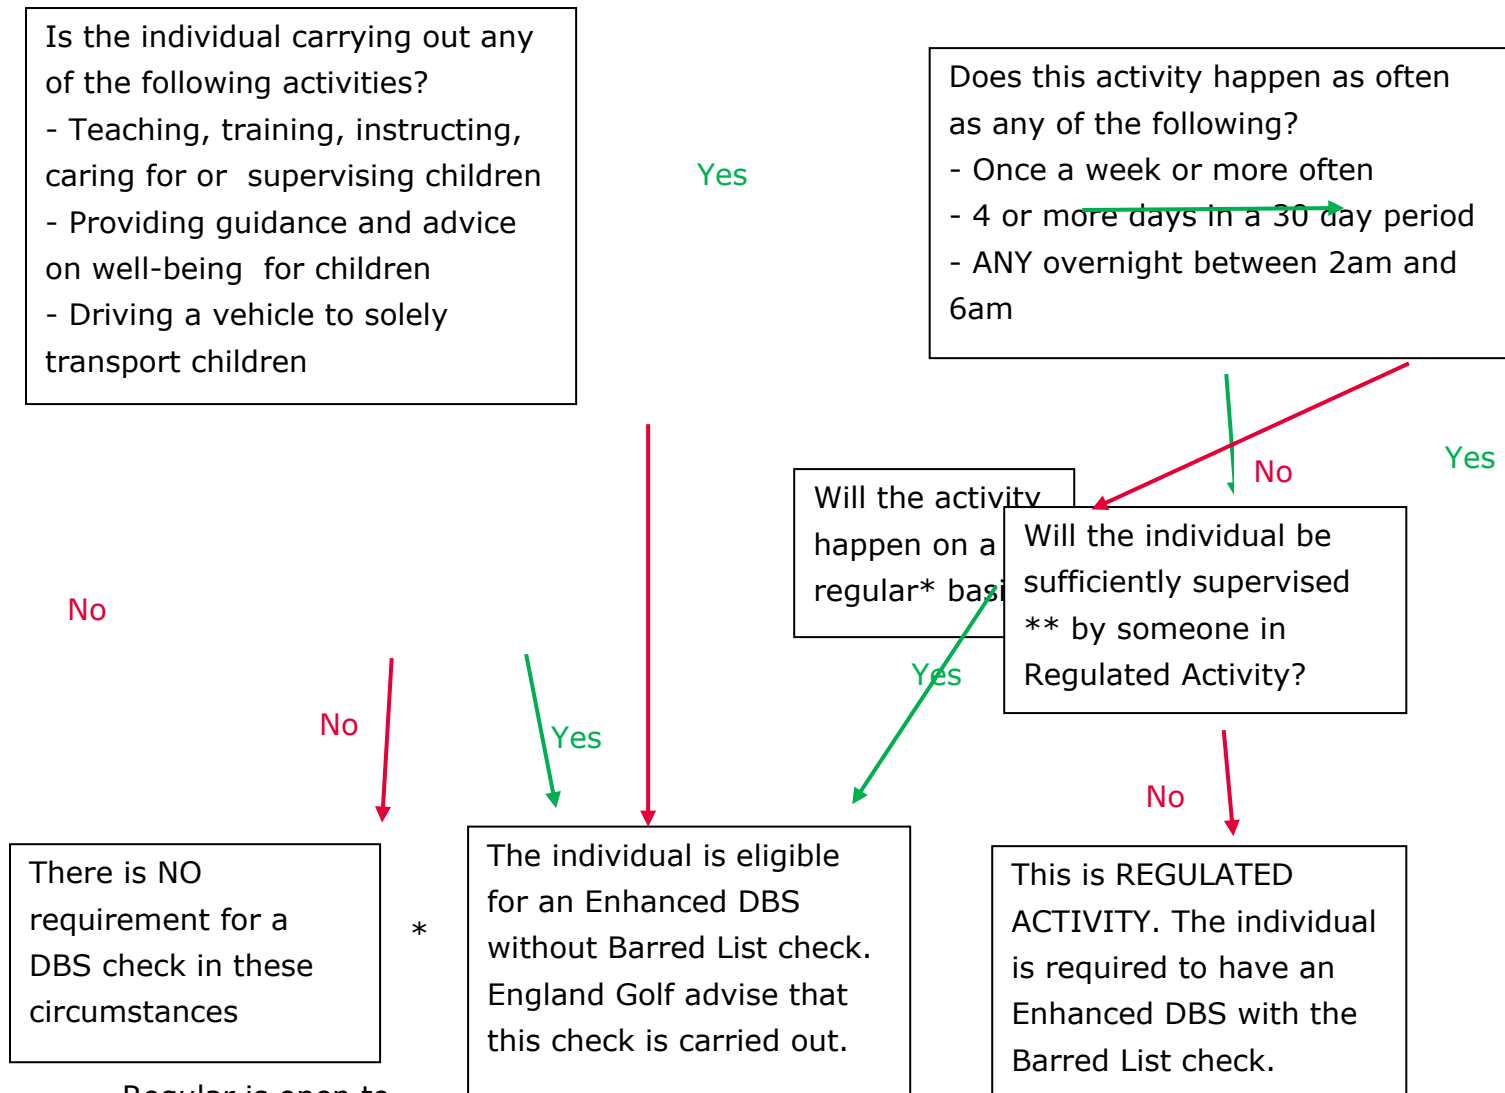 Is the individual carrying out any
of the following activities?
- Teaching, training, instructing,
caring for or supervising children
- Providing guidance and advice
on well-being for children
- Driving a vehicle to solely
transport children
Yes
Does this activity happen as often
as any of the following?
- Once a week or more often
- 4 or more days in a 30 day period
- ANY overnight between 2am and
6am
No
Yes
Will the activity
happen on a
regular* basi
Will the individual be
sufficiently supervised
** by someone in
Regulated Activity?
No
Yes
No
Yes
No
There is NO
requirement for a
DBS check in these
circumstances
*
The individual is eligible
for an Enhanced DBS
without Barred List check.
England Golf advise that
this check is carried out.
This is REGULATED
ACTIVITY. The individual
is required to have an
Enhanced DBS with the
Barred List check.
Regular is open to